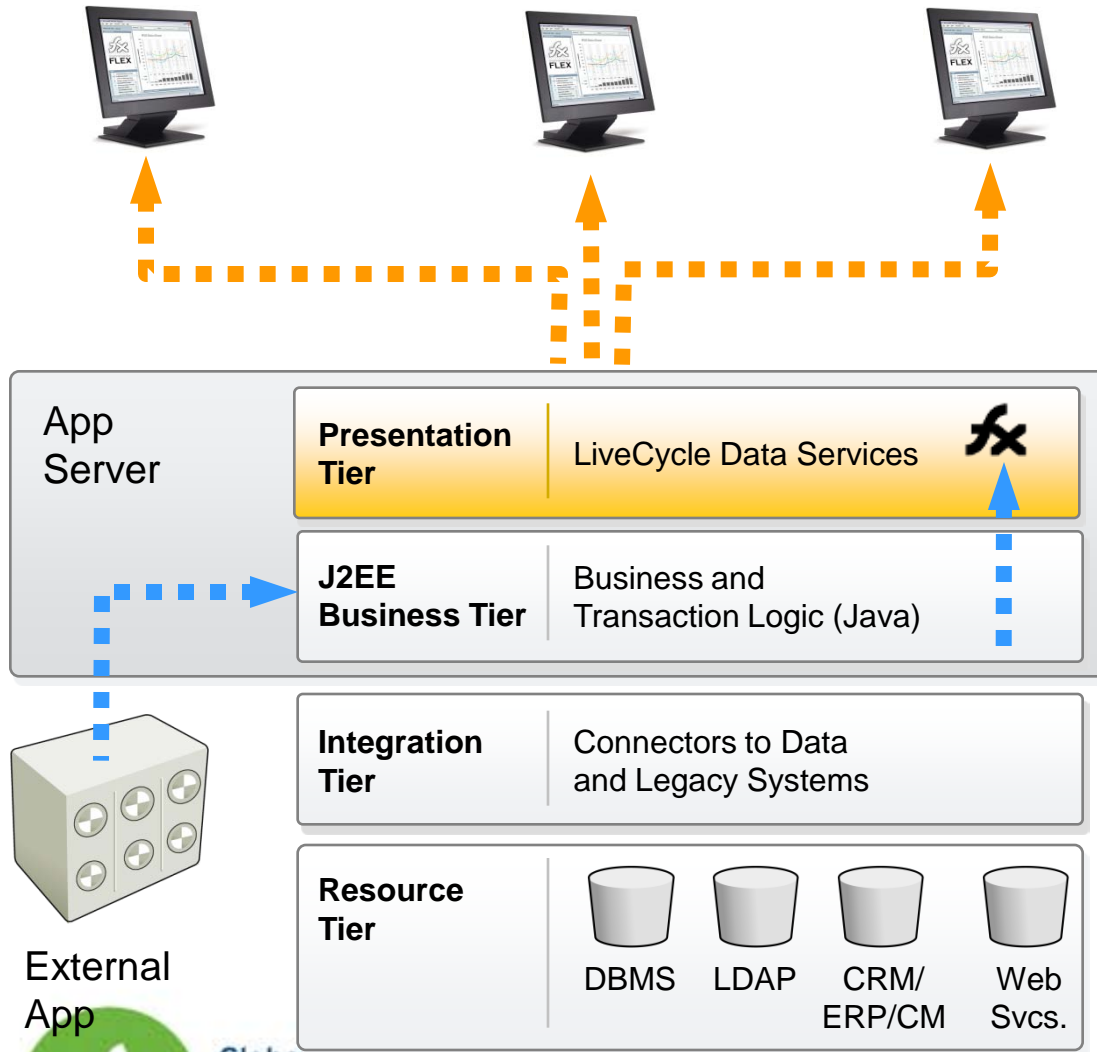 FLEX
FLEX
FLEX
App
Server
Presentation
Tier
LiveCycle Data Services
fx
J2EE
Business Tier
Business and
Transaction Logic (Java)
Integration
Tier
Connectors to Data
and Legacy Systems
Resource
Tier
DBMS
LDAP
CRM/
ERP/CM
Web
Svcs.
External
App